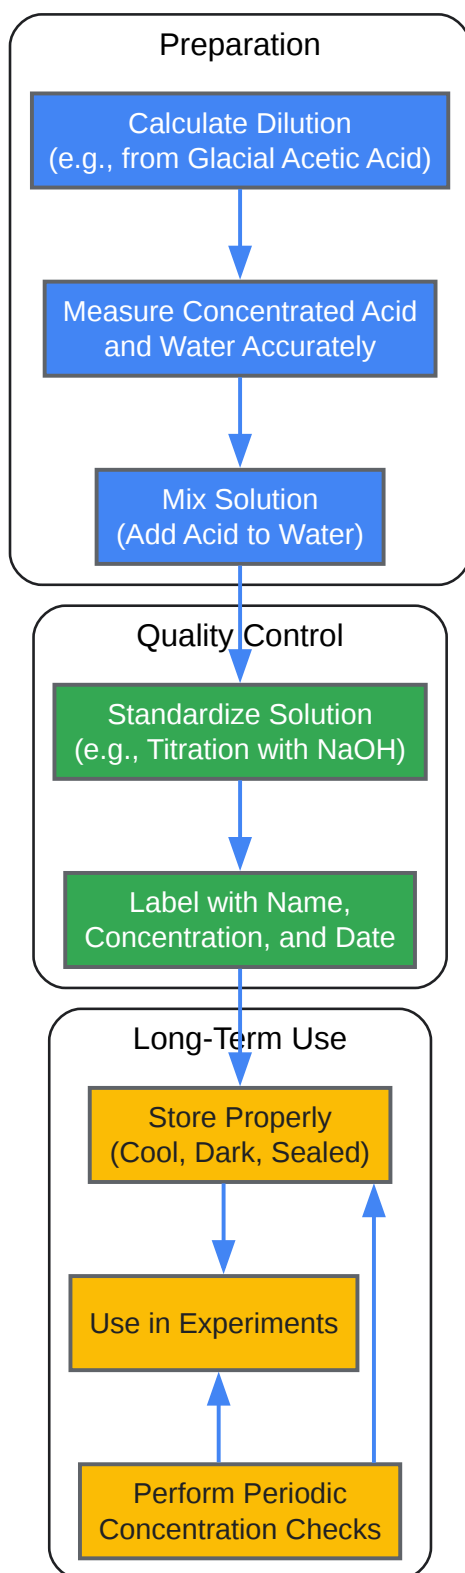 Preparation
Calculate Dilution
(e.g., from Glacial Acetic Acid)
Measure Concentrated Acid
and Water Accurately
Mix Solution
(Add Acid to Water)
Quality Control
Standardize Solution
(e.g., Titration with NaOH)
Label with Name,
Concentration, and Date
Long-Term Use
Store Properly
(Cool, Dark, Sealed)
Use in Experiments
Perform Periodic
Concentration Checks